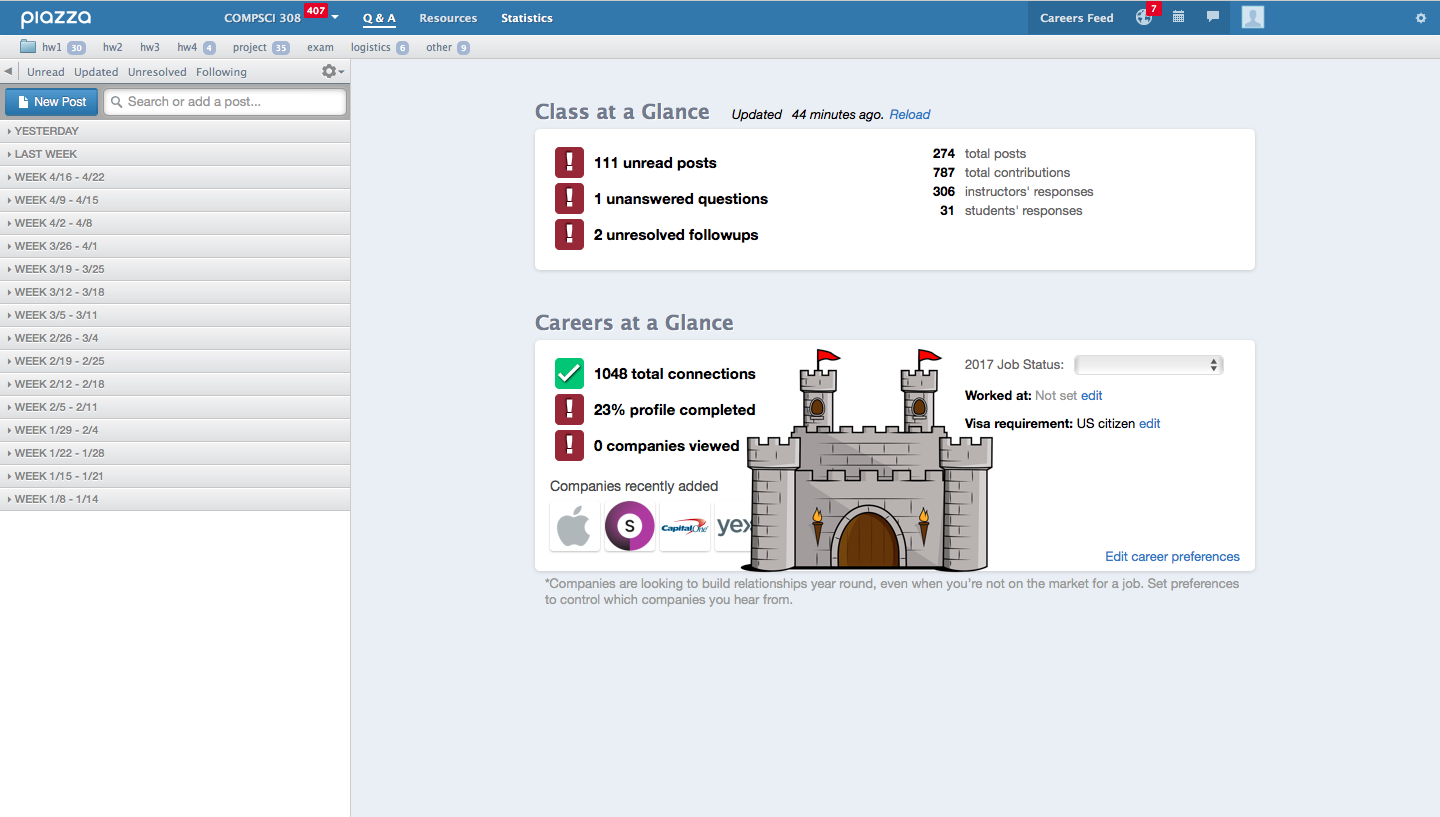 piazza
COMPSCI 308 407
Q & A
Resources
Statistics
Careers Feed
7
hw1 30 hw2 hw3 hw4 4 project 35 exam logistics 6 other 9
Unread Updated Unresolved Following
New Post
Search or add a post...
YESTERDAY
LAST WEEK
WEEK 4/16 - 4/22
WEEK 4/9 - 4/15
WEEK 4/2 - 4/8
WEEK 3/26 - 4/1
WEEK 3/19 - 3/25
WEEK 3/12 - 3/18
WEEK 3/5 - 3/11
WEEK 2/26 - 3/4
WEEK 2/19 - 2/25
WEEK 2/12 - 2/18
WEEK 2/5 - 2/11
WEEK 1/29 - 2/4
WEEK 1/22 - 1/28
WEEK 1/15 - 1/21
WEEK 1/8 - 1/14
Class at a Glance
Updated 44 minutes ago. Reload
111 unread posts
1 unanswered questions
2 unresolved followups
274 total posts
787 total contributions
306 instructors' responses
31 students' responses
Careers at a Glance
1048 total connections
23% profile completed
0 companies viewed
Companies recently added
S
Capital One
yex
2017 Job Status:
Worked at: Not set edit
Visa requirement: US citizen edit
Edit career preferences
*Companies are looking to build relationships year round, even when you're not on the market for a job. Set preferences
to control which companies you hear from.